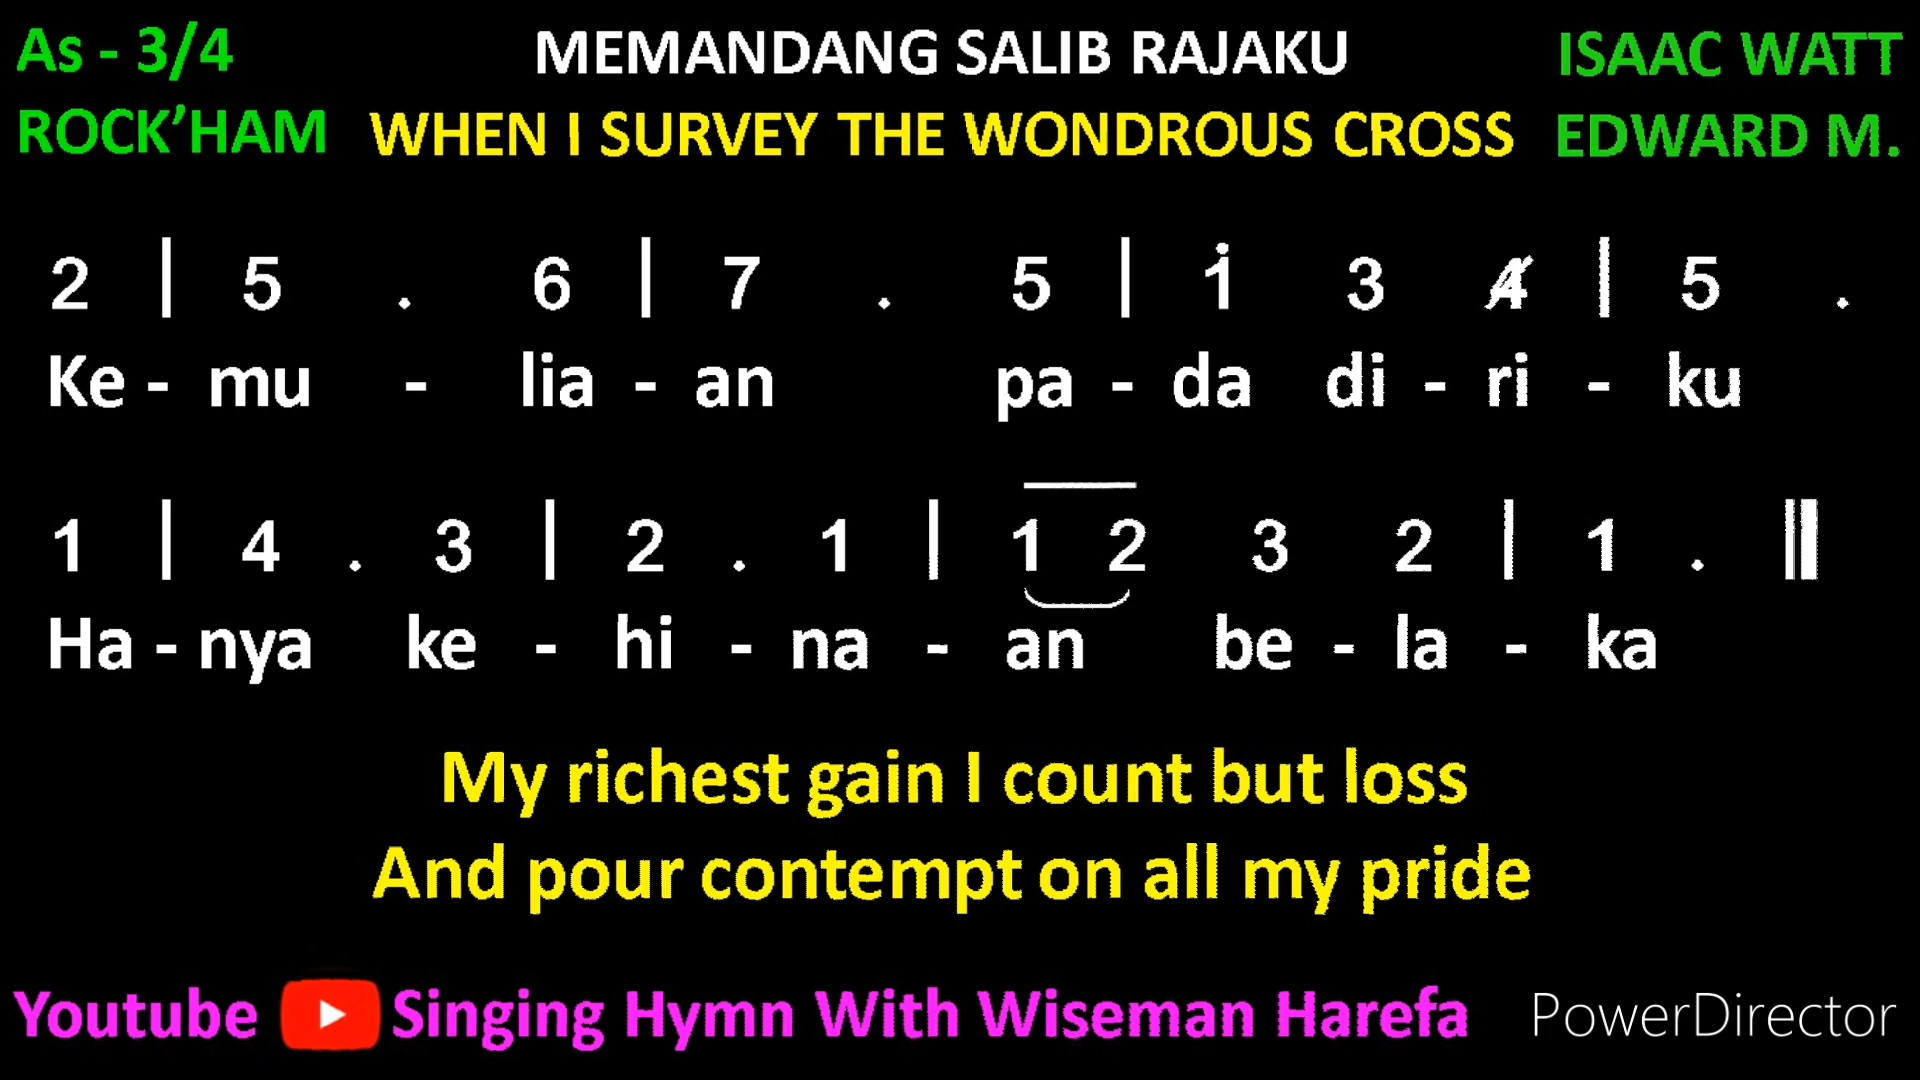 As - 3/4 MEMANDANG SALIB RAJAKU ISAAC WATT
ROCK’HAM WHEN I SURVEY THE WONDROUS CROSS EDWARD M.
2 | 5 . 6 | 7 . 5 | 1̇ 3 4̸ | 5 .
Ke - mu - lia - an pa - da di - ri - ku
1 | 4 . 3 | 2 . 1 | 1 2 3 2 | 1 . ||
Ha - nya ke - hi - na - an be - la - ka
My richest gain I count but loss
And pour contempt on all my pride
Youtube Singing Hymn With Wiseman Harefa PowerDirector